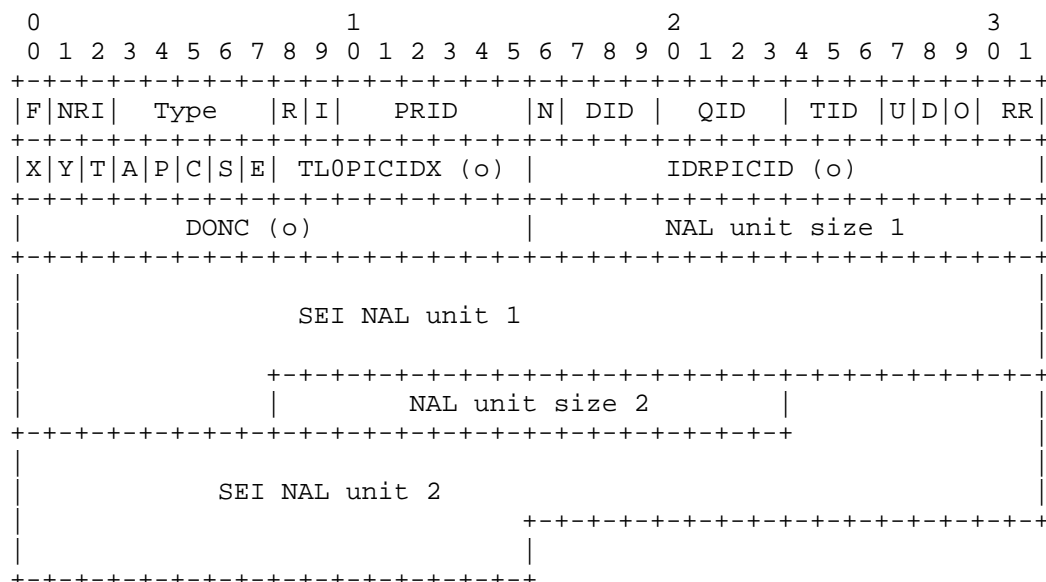 0                   1                   2                   3
0 1 2 3 4 5 6 7 8 9 0 1 2 3 4 5 6 7 8 9 0 1 2 3 4 5 6 7 8 9 0 1
+-+-+-+-+-+-+-+-+-+-+-+-+-+-+-+-+-+-+-+-+-+-+-+-+-+-+-+-+-+-+-+-+
|F|NRI|  Type   |R|I|   PRID    |N| DID |  QID  | TID |U|D|O| RR|
+-+-+-+-+-+-+-+-+-+-+-+-+-+-+-+-+-+-+-+-+-+-+-+-+-+-+-+-+-+-+-+-+
|X|Y|T|A|P|C|S|E| TL0PICIDX (o) |        IDRPICID (o)           |
+-+-+-+-+-+-+-+-+-+-+-+-+-+-+-+-+-+-+-+-+-+-+-+-+-+-+-+-+-+-+-+-+
|          DONC (o)             |        NAL unit size 1        |
+-+-+-+-+-+-+-+-+-+-+-+-+-+-+-+-+-+-+-+-+-+-+-+-+-+-+-+-+-+-+-+-+
|                                                               |
|                 SEI NAL unit 1                                |
|                                                               |
|               +-+-+-+-+-+-+-+-+-+-+-+-+-+-+-+-+-+-+-+-+-+-+-+-+
|               |        NAL unit size 2        |               |
+-+-+-+-+-+-+-+-+-+-+-+-+-+-+-+-+-+-+-+-+-+-+-+-+               |
|                                                               |
|            SEI NAL unit 2                                     |
|                               +-+-+-+-+-+-+-+-+-+-+-+-+-+-+-+-+
|                               |
+-+-+-+-+-+-+-+-+-+-+-+-+-+-+-+-+